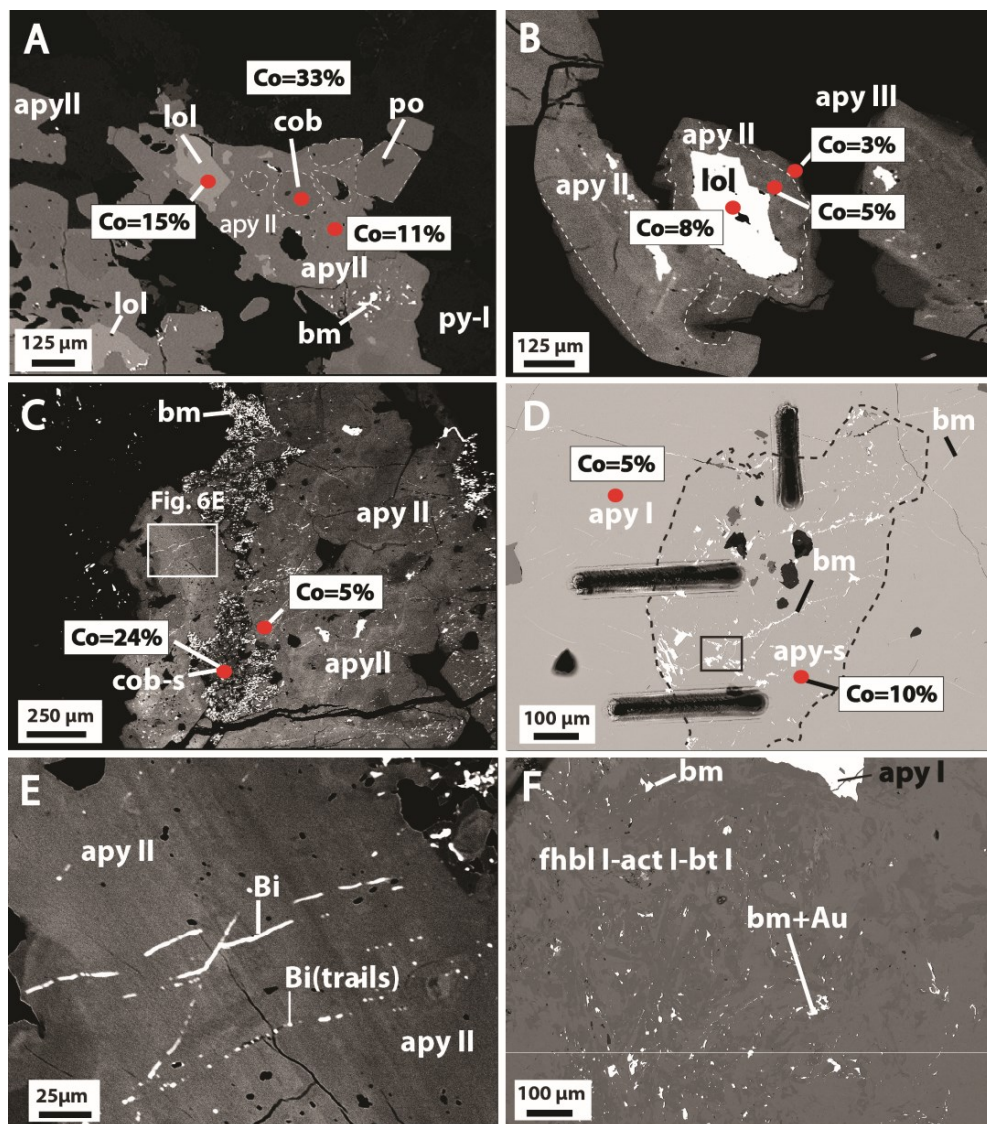 A
Co=33%
apyII
lol
cob
po
Co=15%
apy II
Co=11%
apyII
lol
bm
py-I
125 µm
B
apy III
apy II
Co=3%
apy II
lol
Co=5%
Co=8%
125 µm
C
bm
Fig. 6E
apy II
Co=5%
Co=24%
apyII
cob-s
250 µm
D
bm
Co=5%
apy I
bm
apy-s
Co=10%
100 µm
E
apy II
Bi
Bi(trails)
apy II
25µm
F
bm
apy I
fhbl I-act I-bt I
bm+Au
100 µm